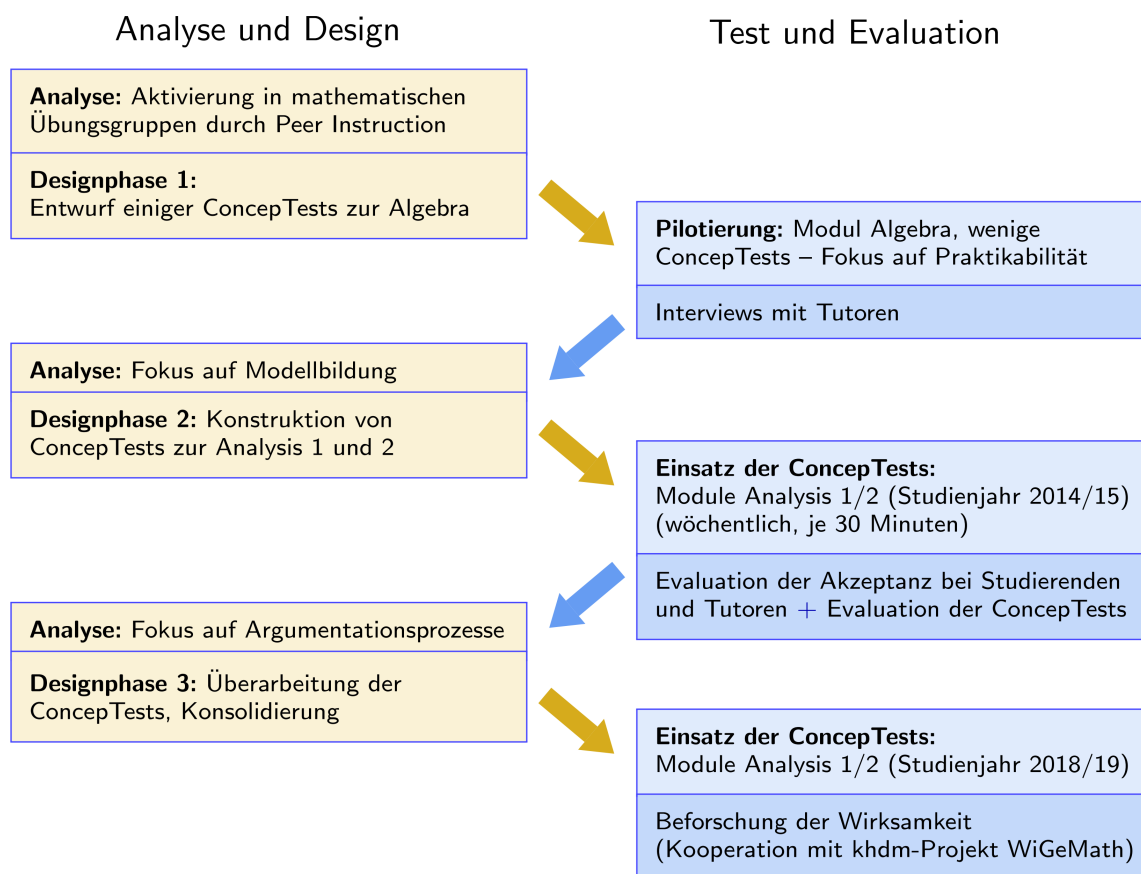 Analyse und Design
Test und Evaluation
Analyse: Aktivierung in mathematischen
Übungsgruppen durch Peer Instruction
Designphase 1:
Entwurf einiger ConcepTests zur Algebra
Pilotierung: Modul Algebra, wenige
ConcepTests – Fokus auf Praktikabilität
Interviews mit Tutoren
Analyse: Fokus auf Modellbildung
Designphase 2: Konstruktion von
ConcepTests zur Analysis 1 und 2
Einsatz der ConcepTests:
Module Analysis 1/2 (Studienjahr 2014/15)
(wöchentlich, je 30 Minuten)
Evaluation der Akzeptanz bei Studierenden
und Tutoren + Evaluation der ConcepTests
Analyse: Fokus auf Argumentationsprozesse
Designphase 3: Überarbeitung der
ConcepTests, Konsolidierung
Einsatz der ConcepTests:
Module Analysis 1/2 (Studienjahr 2018/19)
Beforschung der Wirksamkeit
(Kooperation mit khdm-Projekt WiGeMath)